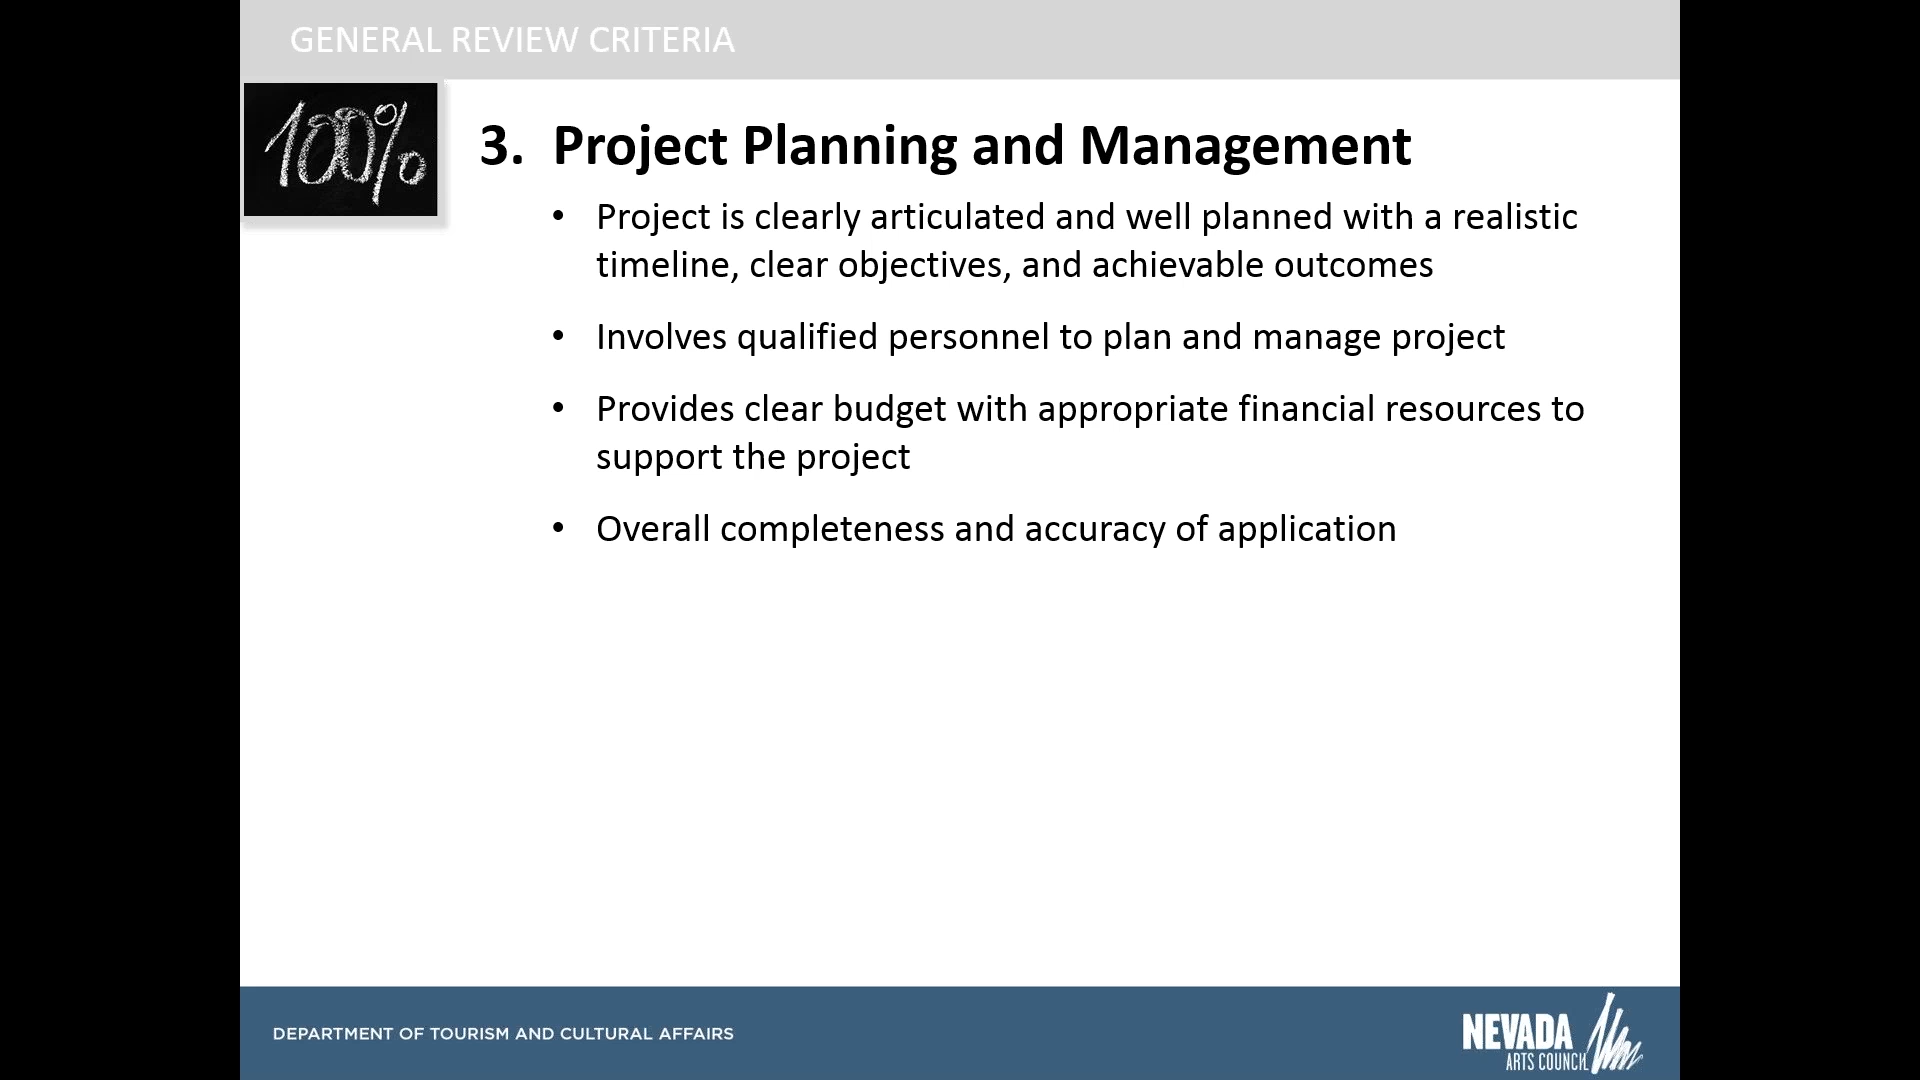 GENERAL REVIEW CRITERIA
100%
3. Project Planning and Management
• Project is clearly articulated and well planned with a realistic
timeline, clear objectives, and achievable outcomes
• Involves qualified personnel to plan and manage project
• Provides clear budget with appropriate financial resources to
support the project
• Overall completeness and accuracy of application
DEPARTMENT OF TOURISM AND CULTURAL AFFAIRS
NEVADA
ARTS COUNCIL